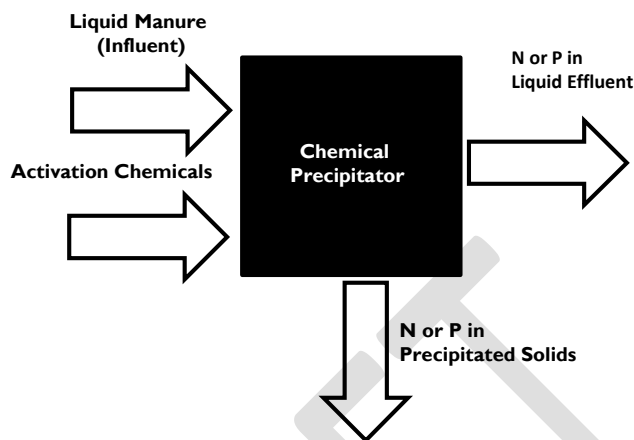 Liquid Manure
(Influent)
N or P in
Liquid Effluent
Chemical
Precipitator
Activation Chemicals
N or P in
Precipitated Solids